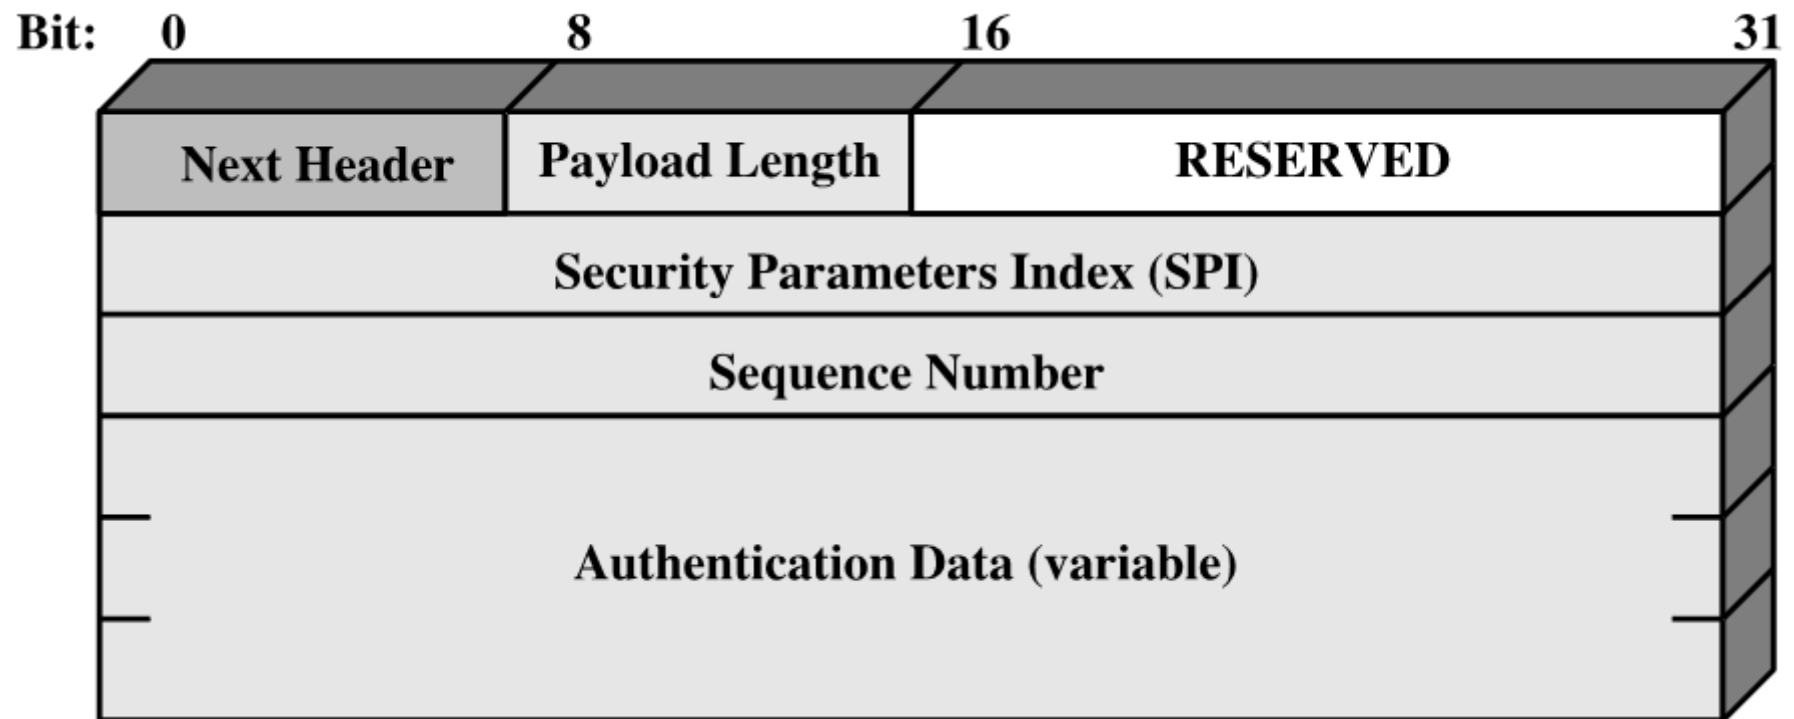 Bit: 0 8 16 31
Next Header Payload Length RESERVED
Security Parameters Index (SPI)
Sequence Number
Authentication Data (variable)